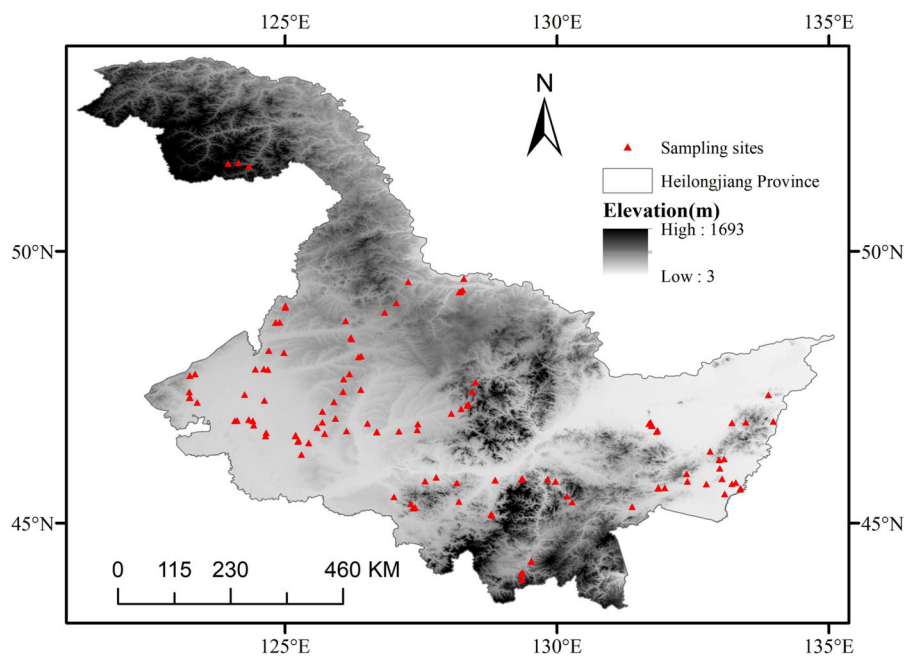 125°E 130°E 135°E
N
Sampling sites
Heilongjiang Province
Elevation(m)
High : 1693
Low : 3
50°N 50°N
45°N 45°N
0 115 230 460 KM
125°E 130°E 135°E